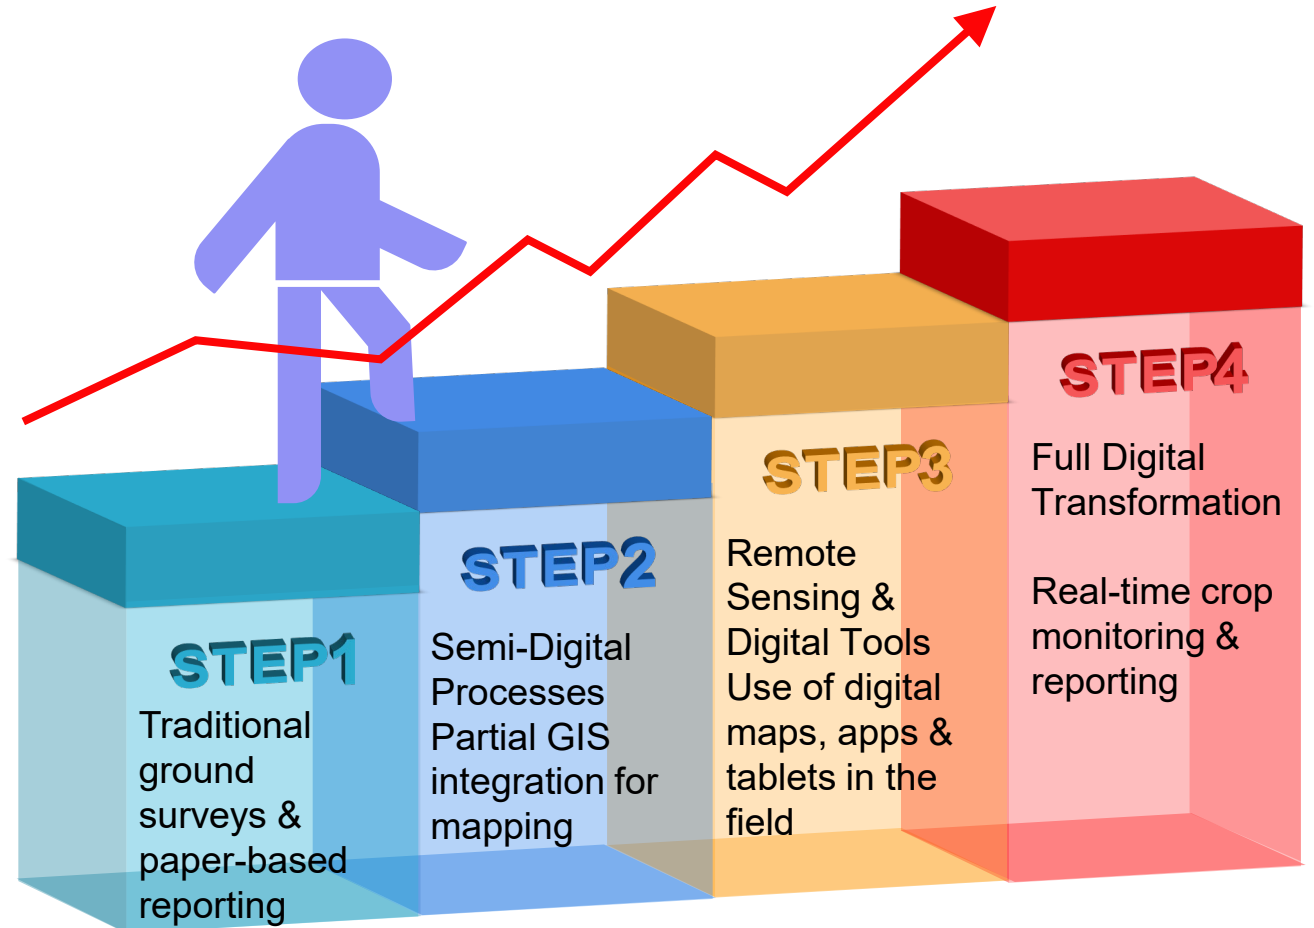 STEP1
Traditional
ground
surveys &
paper-based
reporting
STEP2
Semi-Digital
Processes
Partial GIS
integration for
mapping
STEP3
Remote
Sensing &
Digital Tools
Use of digital
maps, apps &
tablets in the
field
STEP4
Full Digital
Transformation
Real-time crop
monitoring &
reporting